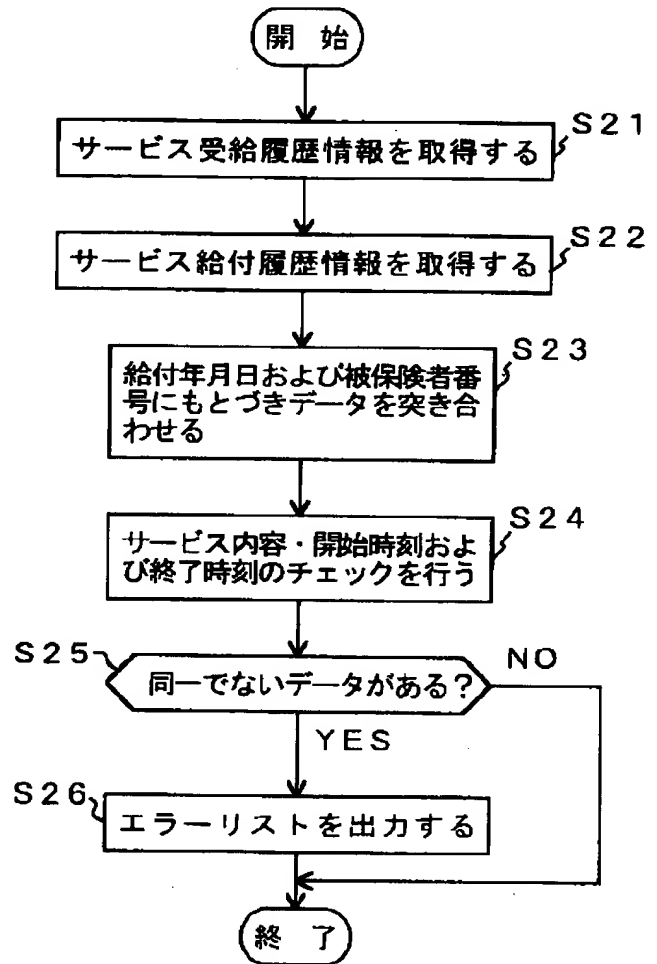 開 始
S21
サービス受給履歴情報を取得する
S22
サービス給付履歴情報を取得する
S23
給付年月日および被保険者番
号にもとづきデータを突き合
わせる
S24
サービス内容・開始時刻およ
び終了時刻のチェックを行う
S25
同一でないデータがある?
NO
YES
S26
エラーリストを出力する
終 了